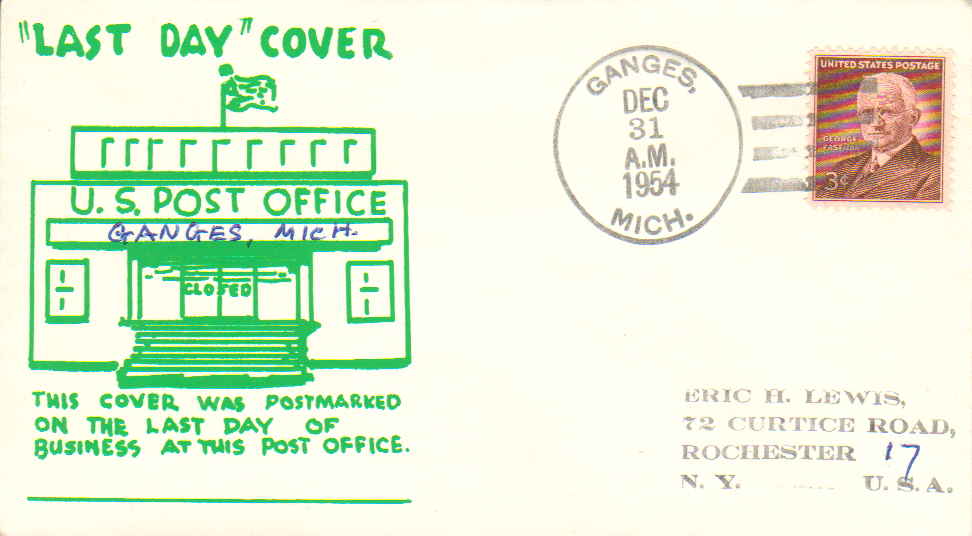 "LAST DAY" COVER
U.S. POST OFFICE
GANGES, MICH.
CLOSED
THIS COVER WAS POSTMARKED
ON THE LAST DAY OF
BUSINESS AT THIS POST OFFICE.
GANGES,
DEC
31
A.M.
1954
MICH.
UNITED STATES POSTAGE
GEORGE
EASTMAN
3¢
ERIC H. LEWIS,
72 CURTICE ROAD,
ROCHESTER 17
N. Y. U. S. A.